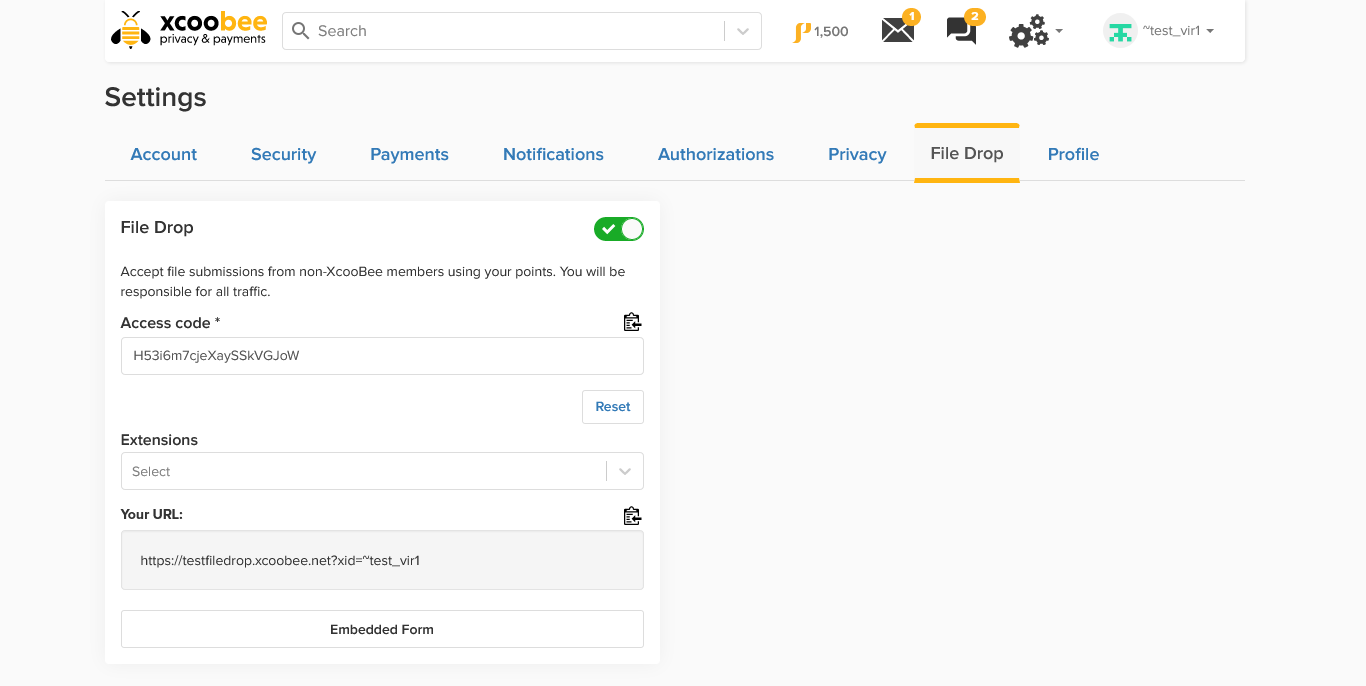 xcoobee
privacy & payments
Search
1,500
1
2
~test_vir1
Settings
Account
Security
Payments
Notifications
Authorizations
Privacy
File Drop
Profile
File Drop
Accept file submissions from non-XcooBee members using your points. You will be
responsible for all traffic.
Access code *
H53i6m7cjeXaySSkVGJoW
Reset
Extensions
Select
Your URL:
https://testfiledrop.xcoobee.net?xid=~test_vir1
Embedded Form